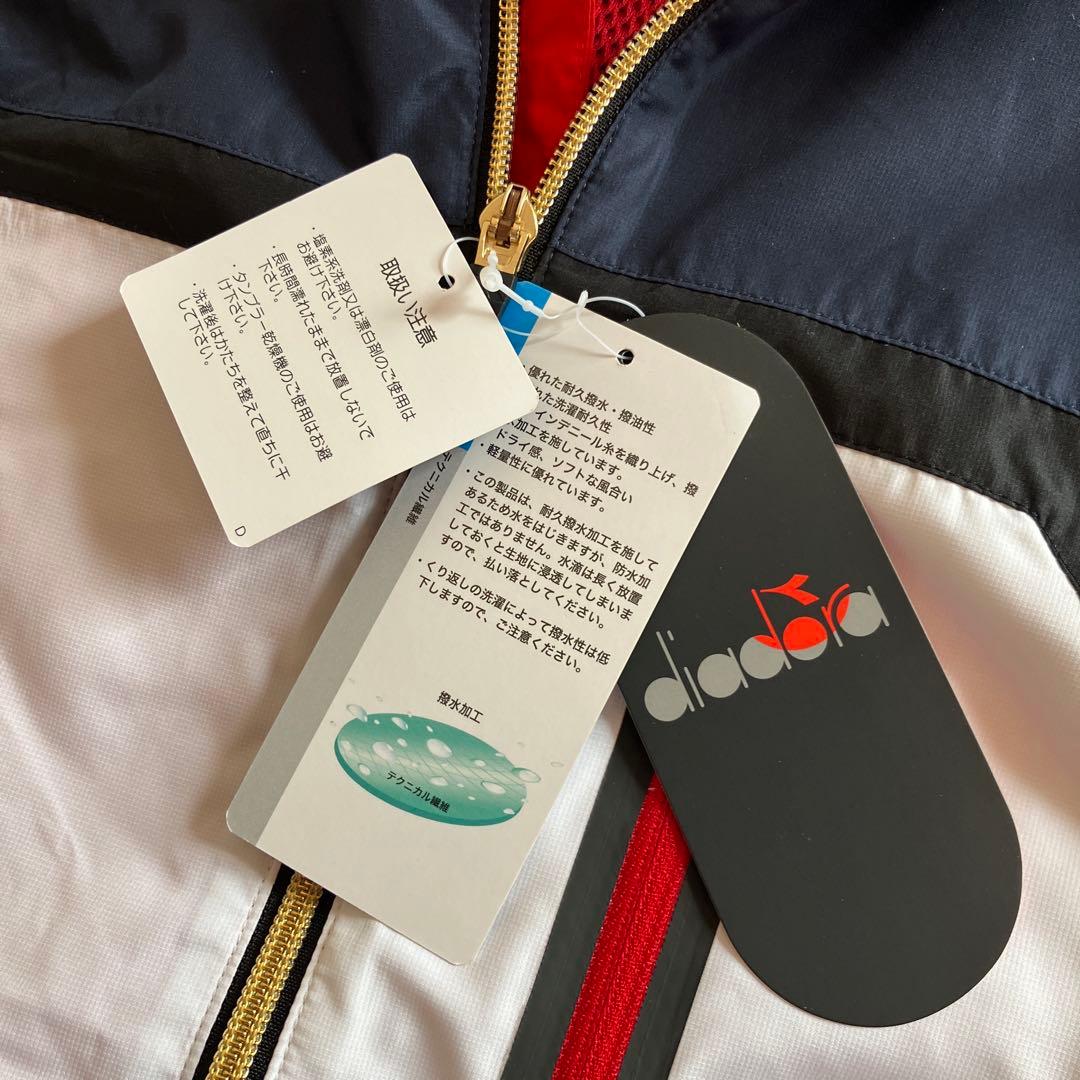 取扱い注意
・塩素系洗剤又は漂白剤のご使用は
お避け下さい。
・長時間濡れたままで放置しないで
下さい。
・タンブラー乾燥機のご使用はお避
け下さい。
・洗濯後はかたちを整えて直ちに干
して下さい。
D
優れた耐久撥水・撥油性
れた洗濯耐久性
インデニール糸を織り上げ、撥
加工を施しています。
ドライ感、ソフトな風合い
・軽量性に優れています。
・この製品は、耐久撥水加工を施して
あるため水をはじきますが、防水加
工ではありません。水滴は長く放置
しておくと生地に浸透してしまいま
すので、払い落としてください。
・くり返しの洗濯によって撥水性は低
下しますので、ご注意ください。
撥水加工
テクニカル繊維
テクニカル繊維
diadora